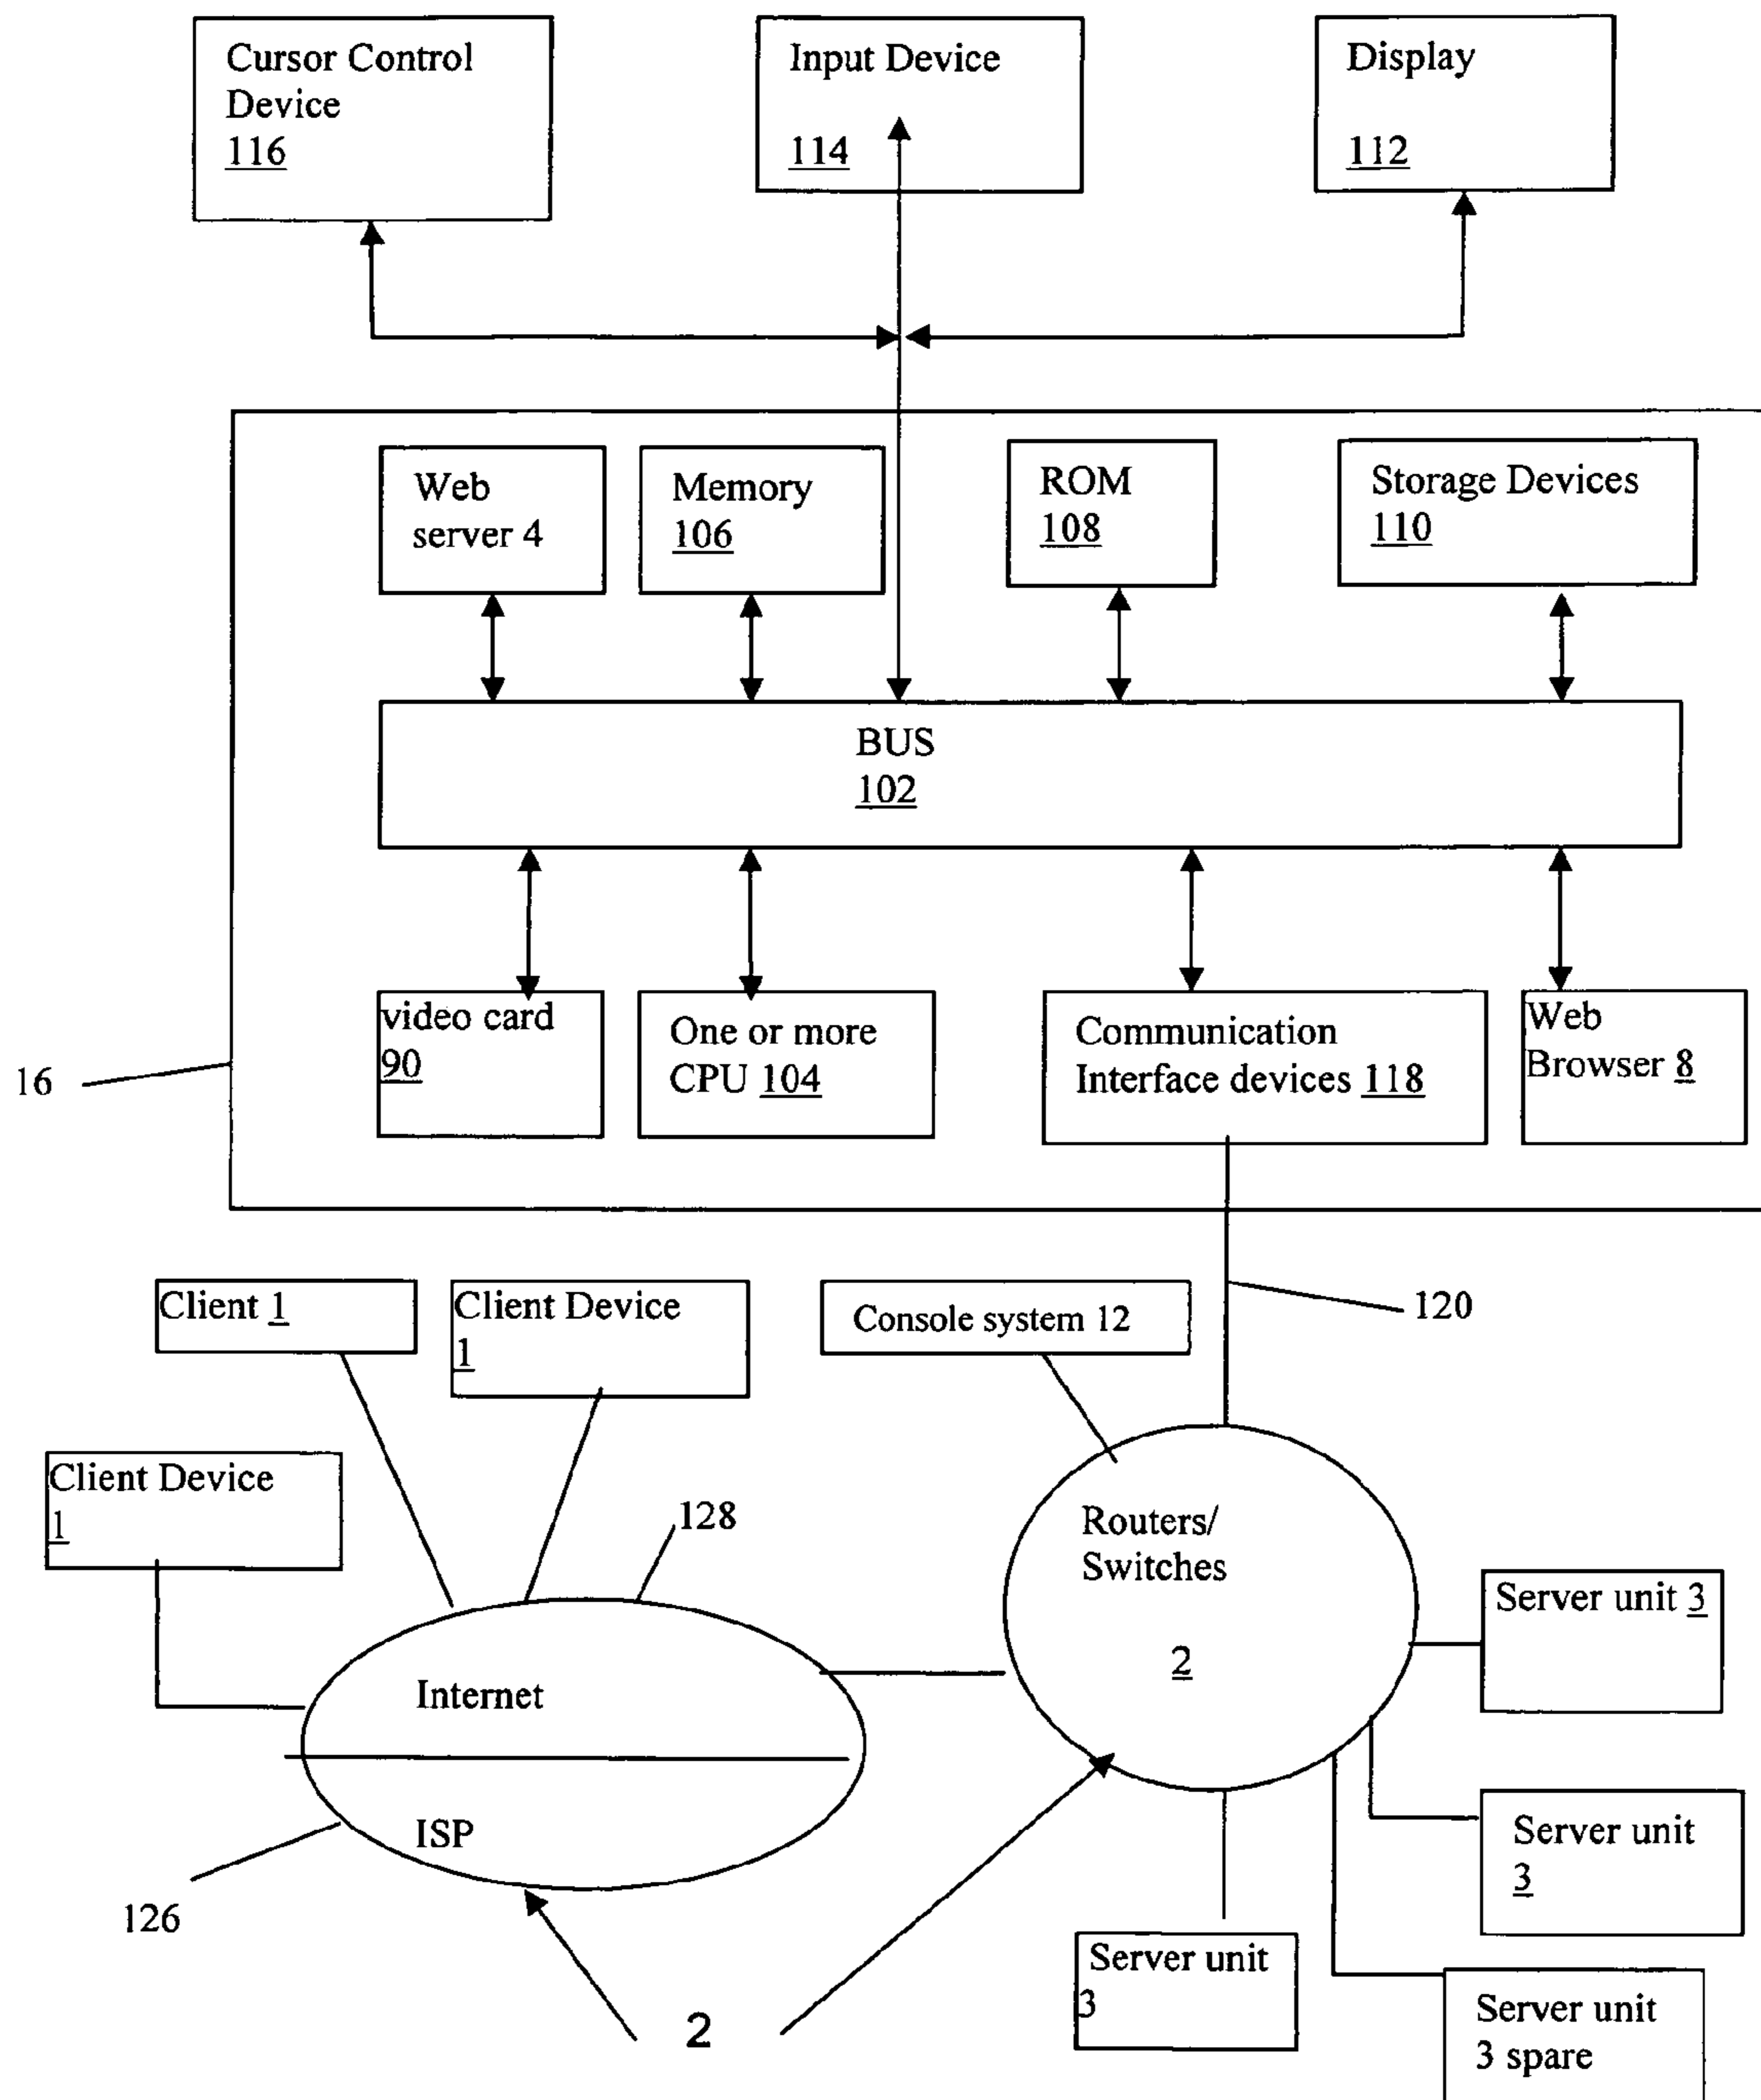 Cursor Control
Device
116
Input Device
114
Display
112
Web
server 4
Memory
106
ROM
108
Storage Devices
110
BUS
102
video card
90
One or more
CPU 104
Communication
Interface devices 118
Web
Browser 8
16
Client 1
Client Device
1
Console system 12
120
Client Device
1
128
Routers/
Switches
2
Server unit 3
Internet
ISP
126
Server unit
3
Server unit
3
2
Server unit
3 spare